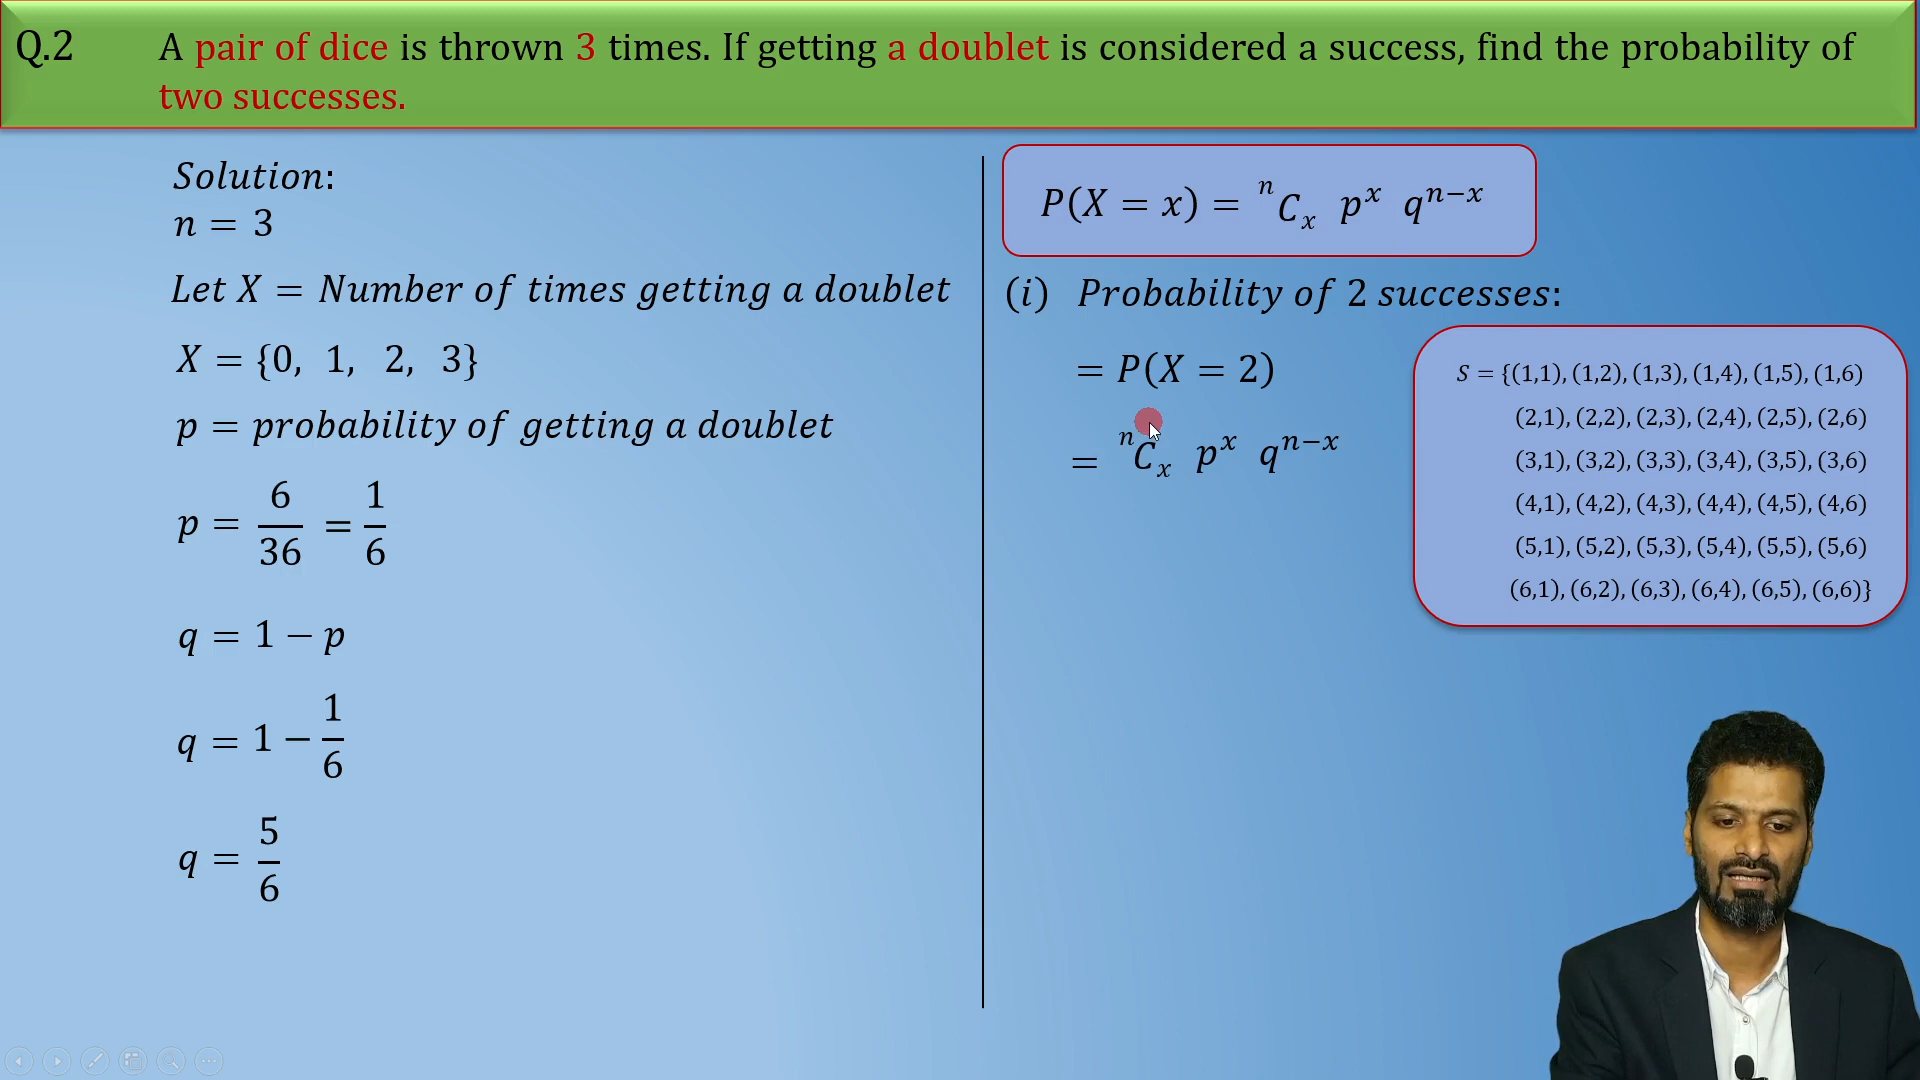 Q.2 A pair of dice is thrown 3 times. If getting a doublet is considered a success, find the probability of
two successes.
Solution:
n = 3
Let X = Number of times getting a doublet
X = {0, 1, 2, 3}
p = probability of getting a doublet
p = 6/36 = 1/6
q = 1 − p
q = 1 − 1/6
q = 5/6
P(X = x) = ⁿCₓ pˣ qⁿ⁻ˣ
(i) Probability of 2 successes:
= P(X = 2)
= ⁿCₓ pˣ qⁿ⁻ˣ
S = {(1,1), (1,2), (1,3), (1,4), (1,5), (1,6)
(2,1), (2,2), (2,3), (2,4), (2,5), (2,6)
(3,1), (3,2), (3,3), (3,4), (3,5), (3,6)
(4,1), (4,2), (4,3), (4,4), (4,5), (4,6)
(5,1), (5,2), (5,3), (5,4), (5,5), (5,6)
(6,1), (6,2), (6,3), (6,4), (6,5), (6,6)}